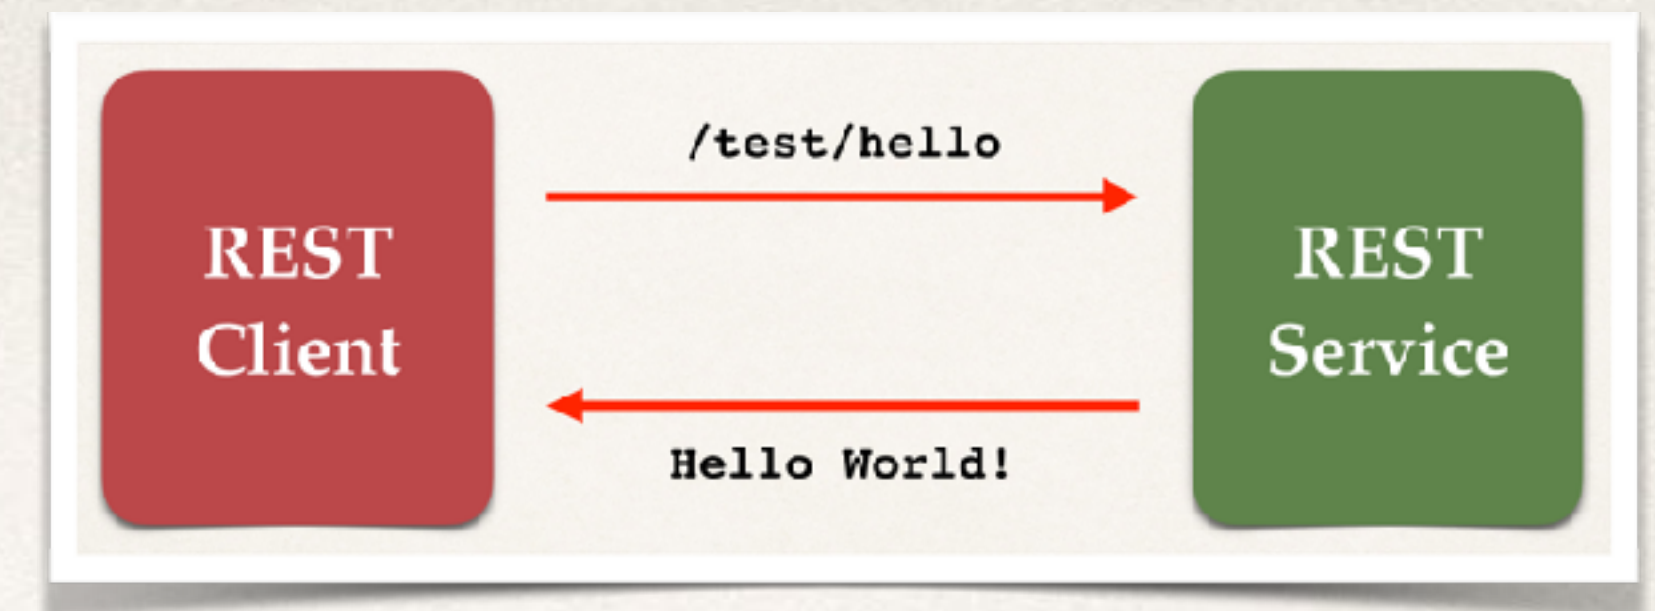 REST
Client
/test/hello
Hello World!
REST
Service